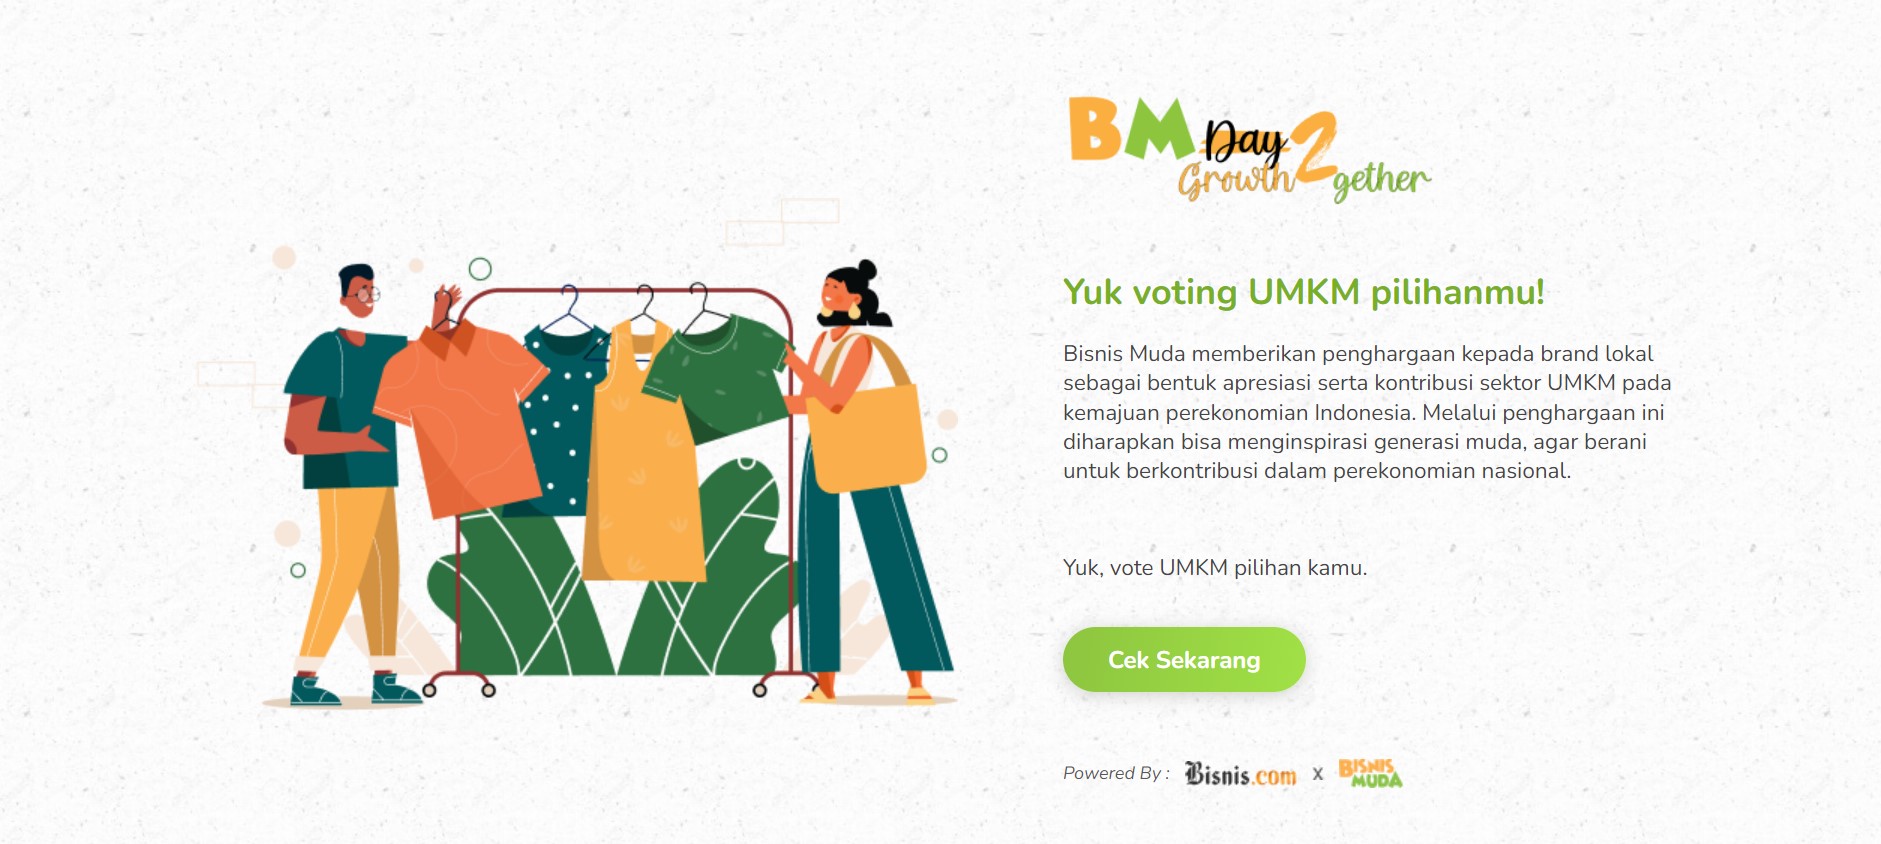 BM Day 2
Growth gether
Yuk voting UMKM pilihanmu!
Bisnis Muda memberikan penghargaan kepada brand lokal
sebagai bentuk apresiasi serta kontribusi sektor UMKM pada
kemajuan perekonomian Indonesia. Melalui penghargaan ini
diharapkan bisa menginspirasi generasi muda, agar berani
untuk berkontribusi dalam perekonomian nasional.
Yuk, vote UMKM pilihan kamu.
Cek Sekarang
Powered By : Bisnis.com X BISNIS MUDA